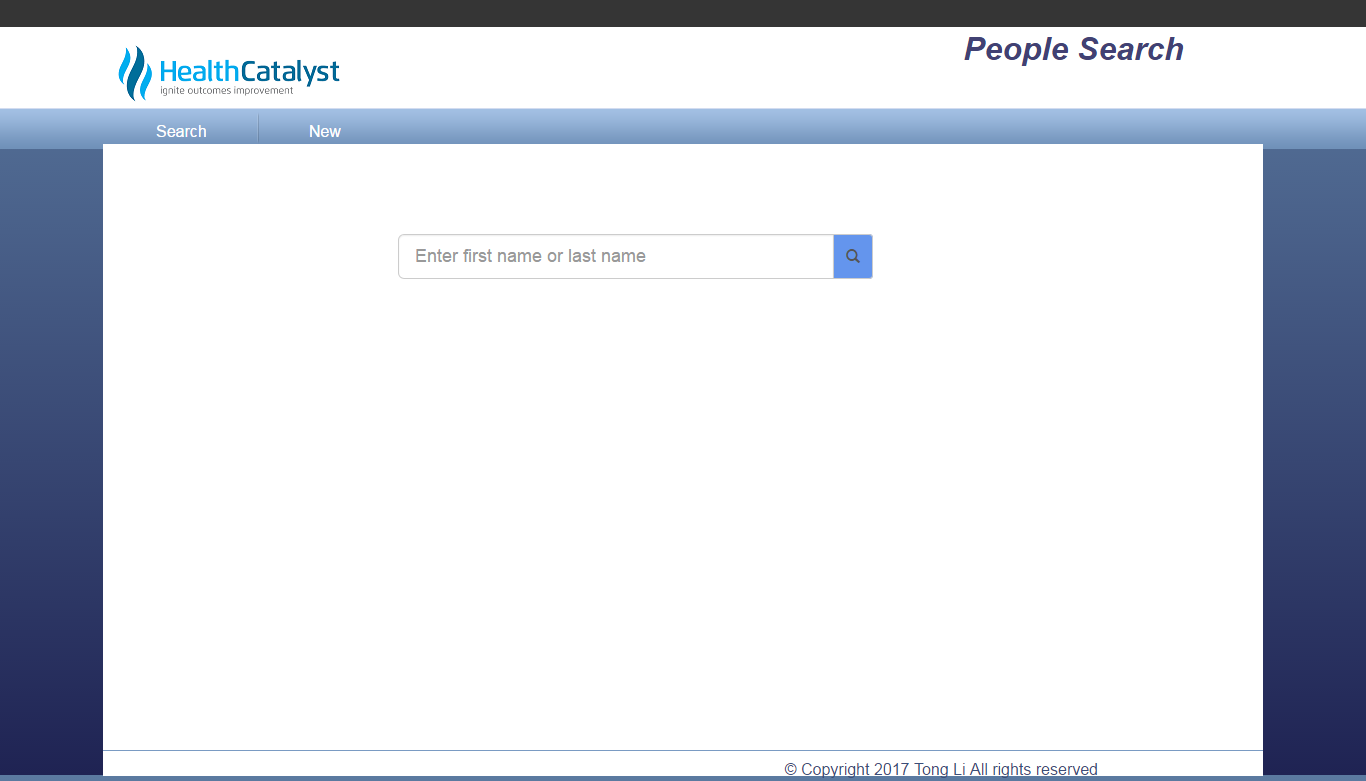 HealthCatalyst
ignite outcomes improvement
People Search
Search
New
Enter first name or last name
© Copyright 2017 Tong Li All rights reserved